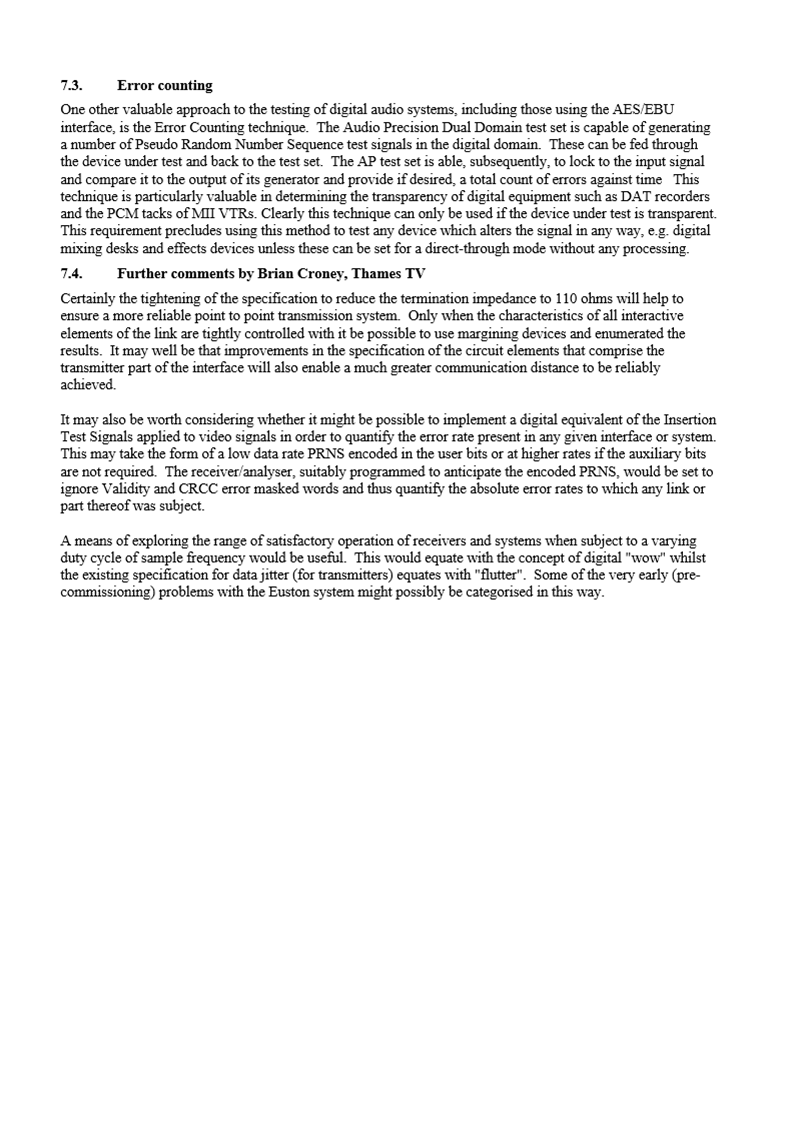 7.3. Error counting
One other valuable approach to the testing of digital audio systems, including those using the AES/EBU
interface, is the Error Counting technique.  The Audio Precision Dual Domain test set is capable of generating
a number of Pseudo Random Number Sequence test signals in the digital domain.  These can be fed through
the device under test and back to the test set.  The AP test set is able, subsequently, to lock to the input signal
and compare it to the output of its generator and provide if desired, a total count of errors against time   This
technique is particularly valuable in determining the transparency of digital equipment such as DAT recorders
and the PCM tacks of MII VTRs. Clearly this technique can only be used if the device under test is transparent.
This requirement precludes using this method to test any device which alters the signal in any way, e.g. digital
mixing desks and effects devices unless these can be set for a direct-through mode without any processing.
7.4. Further comments by Brian Croney, Thames TV
Certainly the tightening of the specification to reduce the termination impedance to 110 ohms will help to
ensure a more reliable point to point transmission system.  Only when the characteristics of all interactive
elements of the link are tightly controlled with it be possible to use margining devices and enumerated the
results.  It may well be that improvements in the specification of the circuit elements that comprise the
transmitter part of the interface will also enable a much greater communication distance to be reliably
achieved.
It may also be worth considering whether it might be possible to implement a digital equivalent of the Insertion
Test Signals applied to video signals in order to quantify the error rate present in any given interface or system.
This may take the form of a low data rate PRNS encoded in the user bits or at higher rates if the auxiliary bits
are not required.  The receiver/analyser, suitably programmed to anticipate the encoded PRNS, would be set to
ignore Validity and CRCC error masked words and thus quantify the absolute error rates to which any link or
part thereof was subject.
A means of exploring the range of satisfactory operation of receivers and systems when subject to a varying
duty cycle of sample frequency would be useful.  This would equate with the concept of digital "wow" whilst
the existing specification for data jitter (for transmitters) equates with "flutter".  Some of the very early (pre-
commissioning) problems with the Euston system might possibly be categorised in this way.